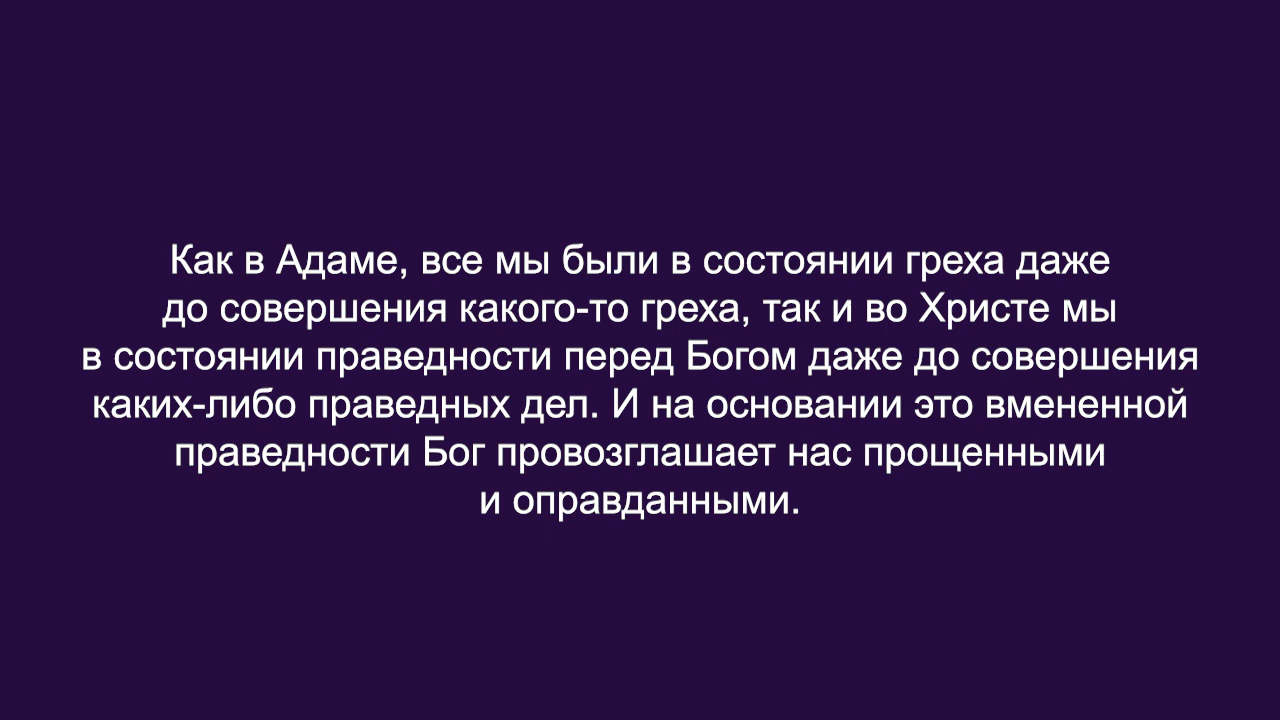 Как в Адаме, все мы были в состоянии греха даже
до совершения какого-то греха, так и во Христе мы
в состоянии праведности перед Богом даже до совершения
каких-либо праведных дел. И на основании это вмененной
праведности Бог провозглашает нас прощенными
и оправданными.